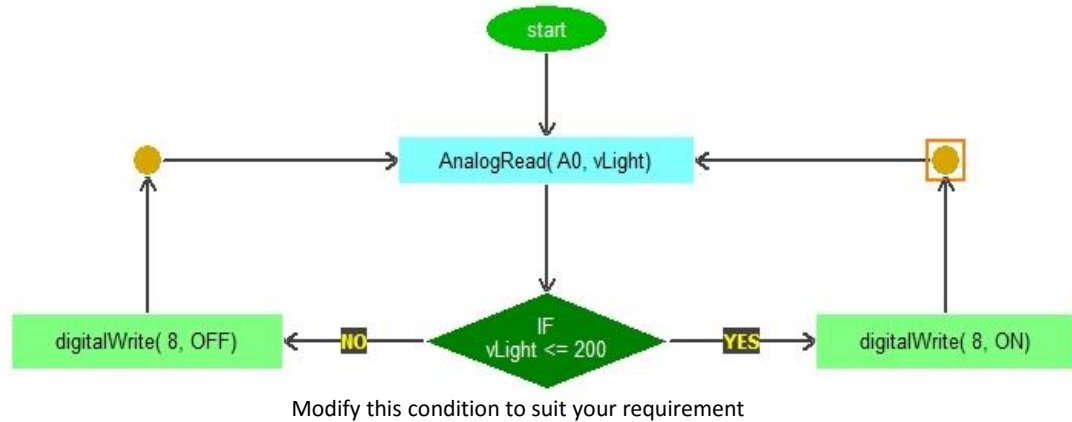 start
AnalogRead( A0, vLight)
digitalWrite( 8, OFF)
NO
IF
vLight <= 200
YES
digitalWrite( 8, ON)
Modify this condition to suit your requirement